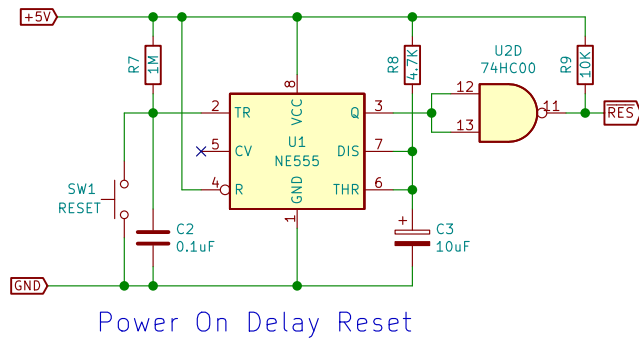 +5V
R7
1M
R8
4.7K
U2D
74HC00
R9
10K
8
VCC
2
TR
Q
3
12
13
11
RES
U1
NE555
5
CV
DIS
7
4
R
THR
6
GND
1
SW1
RESET
C2
0.1uF
+
C3
10uF
GND
Power On Delay Reset